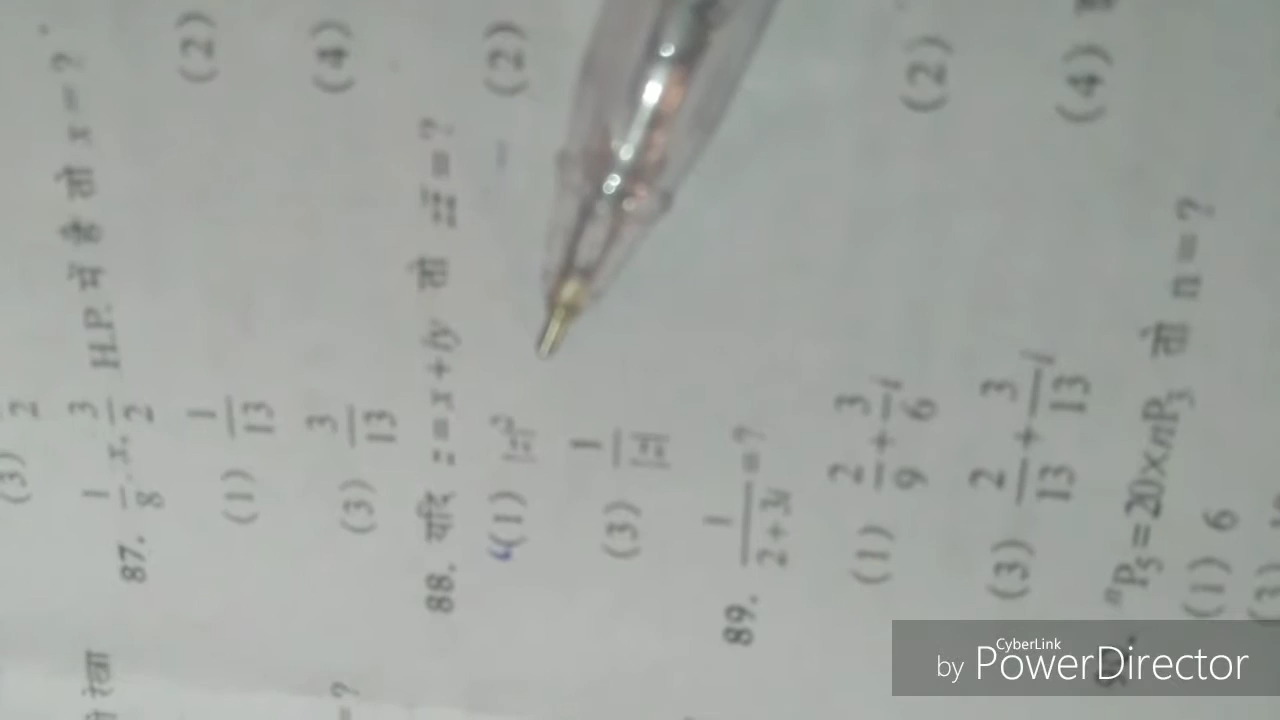 (3) 2
87. 1/8, x, 3/2 H.P. में है तो x = ?
(1) 1/13 (2)
(3) 3/13 (4)
88. यदि z = x + iy तो zz̄ = ?
(1) |z|² (2)
(3) 1/|z|
89. 1/(2 + 3i) = ?
(1) 2/9 + 3/6 i (2)
(3) 2/13 + 3/13 i (4)
ⁿP₅ = 20 × nP₃ तो n = ?
(1) 6
(3)
रेखा
= ?
by CyberLink PowerDirector